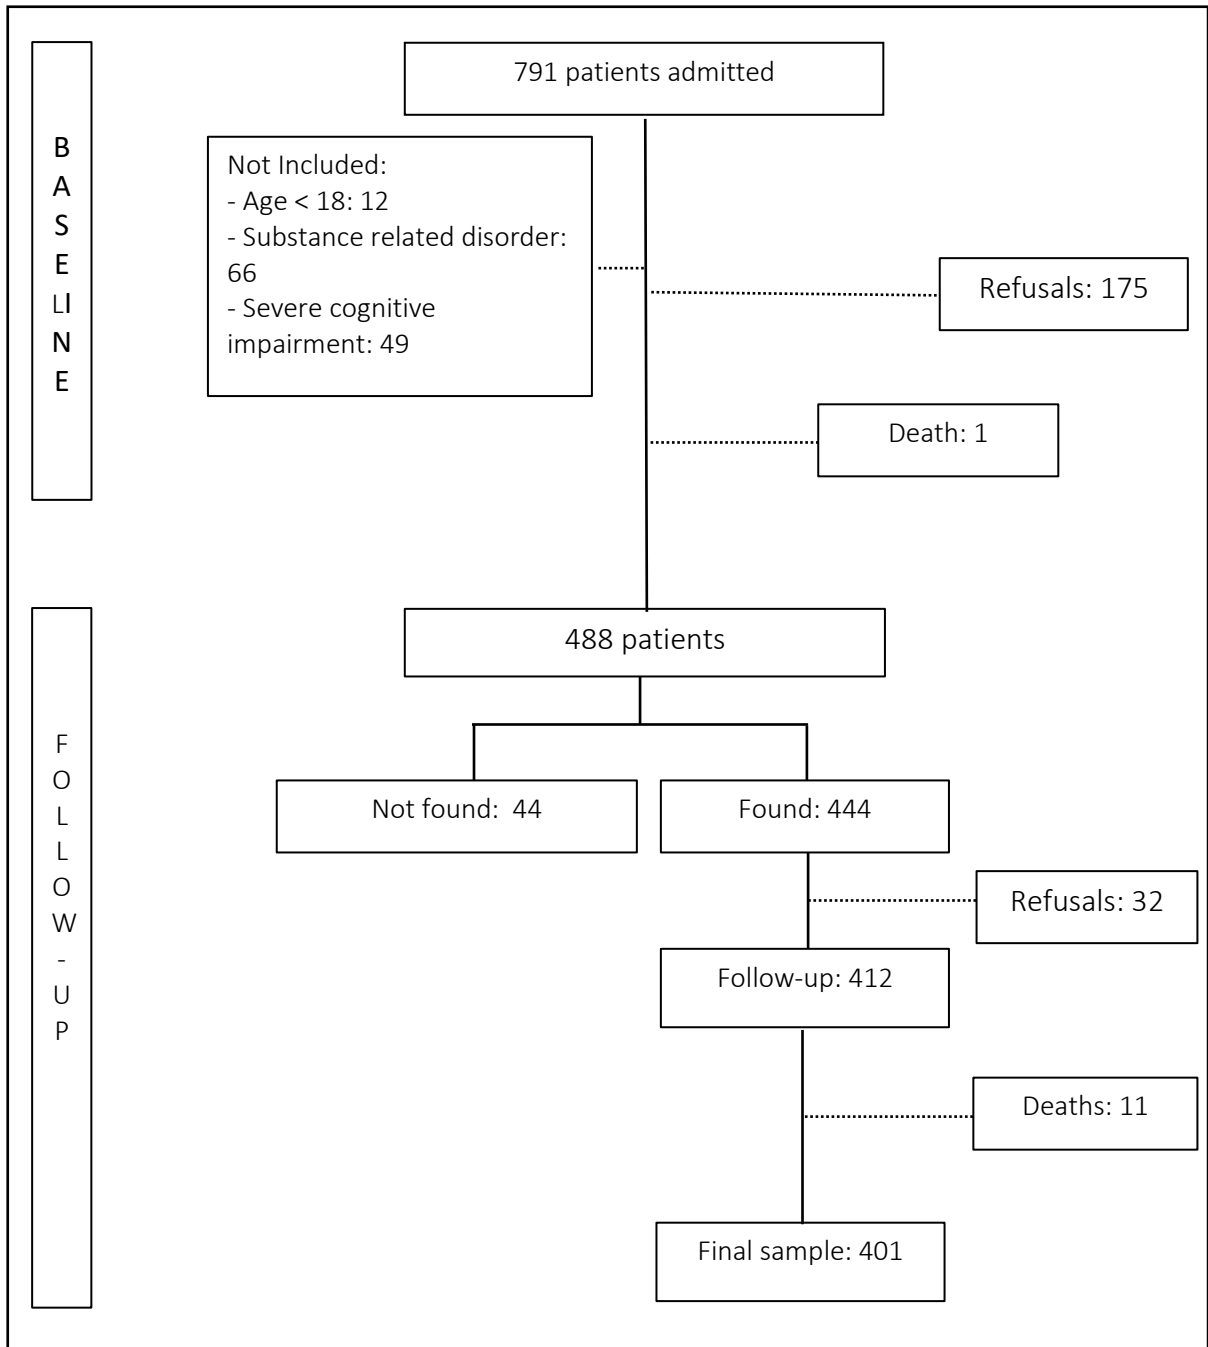 791 patients admitted
B
A
S
E
LI
N
E
Not Included:
- Age < 18: 12
- Substance related disorder:
66
- Severe cognitive
impairment: 49
Refusals: 175
Death: 1
488 patients
F
O
L
L
O
W
-
U
P
Not found: 44
Found: 444
Refusals: 32
Follow-up: 412
Deaths: 11
Final sample: 401